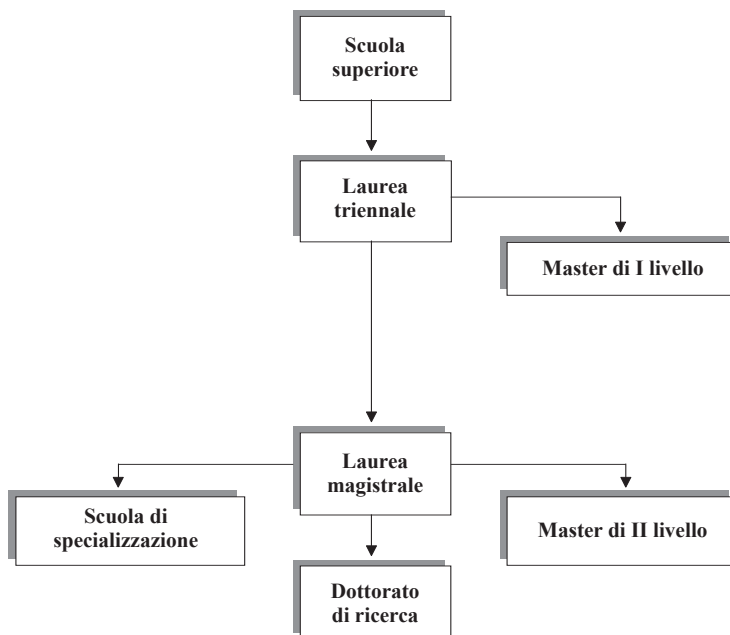 Scuola
superiore
Laurea
triennale
Master di I livello
Laurea
magistrale
Scuola di
specializzazione
Master di II livello
Dottorato
di ricerca